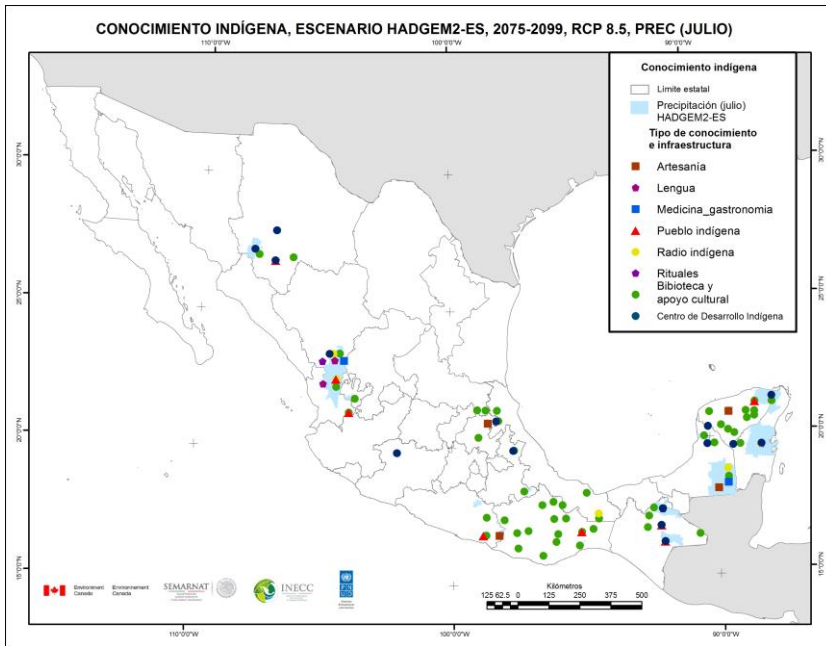 CONOCIMIENTO INDÍGENA, ESCENARIO HADGEM2-ES, 2075-2099, RCP 8.5, PREC (JULIO)
110°0'0"W
100°0'0"W
90°0'0"W
Conocimiento indígena
Límite estatal
Precipitación (julio)
HADGEM2-ES
Tipo de conocimiento
e infraestructura
Artesanía
Lengua
Medicina_gastronomia
Pueblo indígena
Radio indígena
Rituales
Bibioteca y
apoyo cultural
Centro de Desarrollo Indígena
30°0'0"N
30°0'0"N
25°0'0"N
25°0'0"N
20°0'0"N
20°0'0"N
15°0'0"N
15°0'0"N
Environment
Canada
Environnement
Canada
SEMARNAT
INECC
Kilómetros
125 62.5 0 125 250 375 500
110°0'0"W
100°0'0"W
90°0'0"W